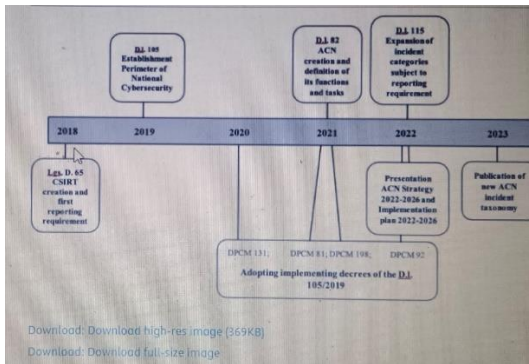 D.L. 105
Establishment
Perimeter of
National
Cybersecurity
D.L. 82
ACN
creation and
definition of
its functions
and tasks
D.L. 115
Expansion of
incident
categories
subject to
reporting
requirement
2018
2019
2020
2021
2022
2023
Lgs. D. 65
CSIRT
creation and
first
reporting
requirement
Presentation
ACN Strategy
2022-2026 and
Implementation
plan 2022-2026
Publication of
new ACN
incident
taxonomy
DPCM 131;
DPCM 81; DPCM 198;
DPCM 92
Adopting implementing decrees of the D.L.
105/2019
Download: Download high-res image (369KB)
Download: Download full-size image